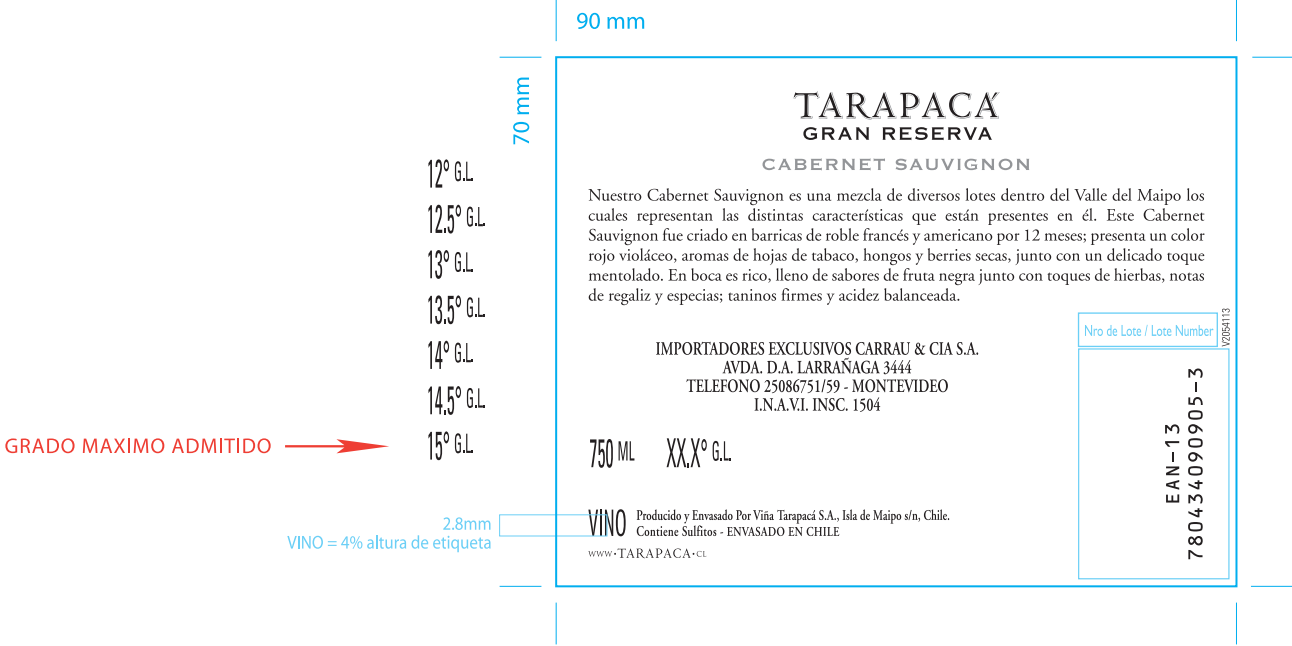 90 mm
70 mm
TARAPACÁ
GRAN RESERVA
CABERNET SAUVIGNON
Nuestro Cabernet Sauvignon es una mezcla de diversos lotes dentro del Valle del Maipo los
cuales representan las distintas características que están presentes en él. Este Cabernet
Sauvignon fue criado en barricas de roble francés y americano por 12 meses; presenta un color
rojo violáceo, aromas de hojas de tabaco, hongos y berries secas, junto con un delicado toque
mentolado. En boca es rico, lleno de sabores de fruta negra junto con toques de hierbas, notas
de regaliz y especias; taninos firmes y acidez balanceada.
12° G.L.
12.5° G.L.
13° G.L.
13.5° G.L.
14° G.L.
14.5° G.L.
GRADO MAXIMO ADMITIDO
15° G.L.
IMPORTADORES EXCLUSIVOS CARRAU & CIA S.A.
AVDA. D.A. LARRAÑAGA 3444
TELEFONO 25086751/59 - MONTEVIDEO
I.N.A.V.I. INSC. 1504
Nro de Lote / Lote Number
V2054113
EAN-13
7804340909053
750 ML XX.X° G.L.
2.8mm
VINO = 4% altura de etiqueta
VINO
Producido y Envasado Por Viña Tarapacá S.A., Isla de Maipo s/n, Chile.
Contiene Sulfitos - ENVASADO EN CHILE
WWW·TARAPACA·CL